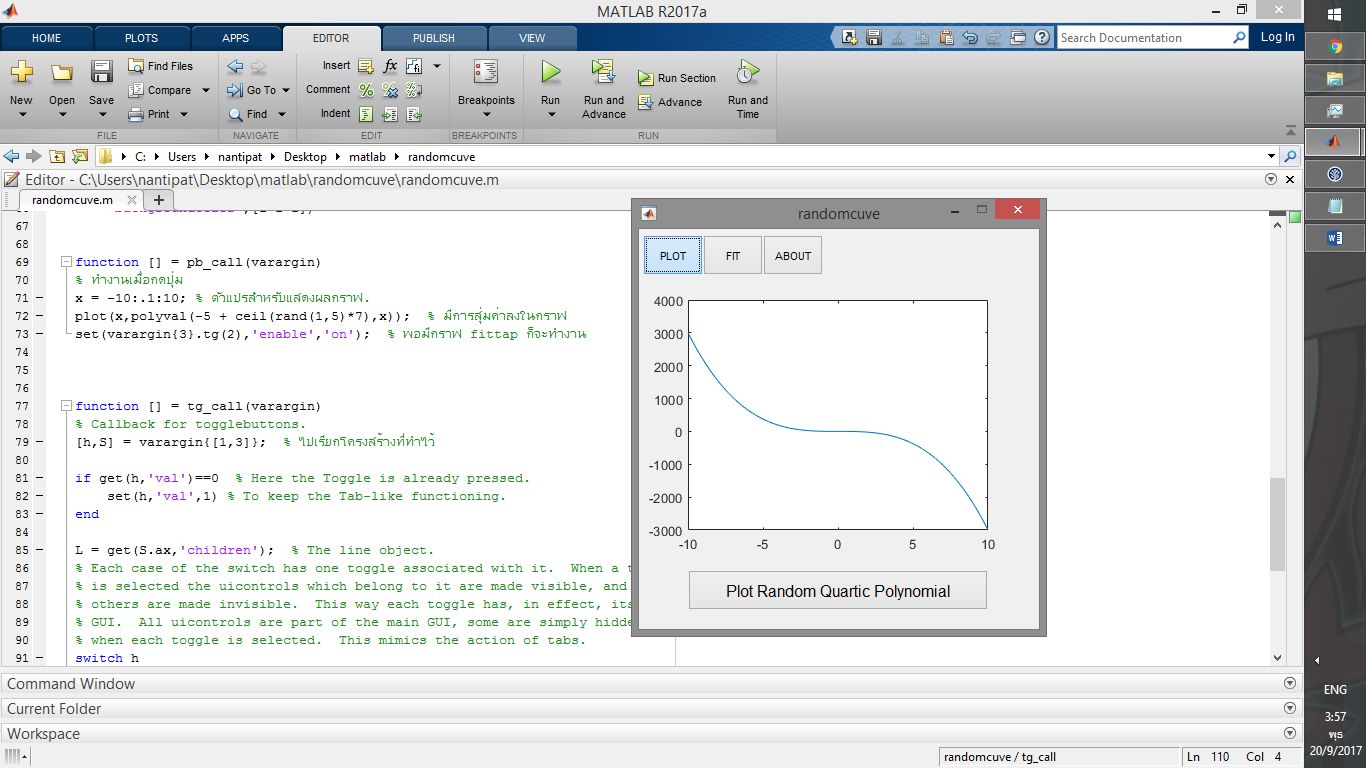 MATLAB R2017a
HOME PLOTS APPS EDITOR PUBLISH VIEW
Search Documentation
Log In
New
Open
Save
Find Files
Compare
Print
FILE
Go To
Find
NAVIGATE
Insert
Comment
Indent
EDIT
Breakpoints
BREAKPOINTS
Run
Run and Advance
Run Section
Advance
Run and Time
RUN
C: Users nantipat Desktop matlab randomcuve
Editor - C:\Users\nantipat\Desktop\matlab\randomcuve\randomcuve.m
randomcuve.m
67
68
69 function [] = pb_call(varargin)
70 % ทำงานเมื่อกดปุ่ม
71 x = -10:.1:10; % ตัวแปรสำหรับแสดงผลกราฟ.
72 plot(x,polyval(-5 + ceil(rand(1,5)*7),x)); % มีการสุ่มค่าลงในกราฟ
73 set(varargin{3}.tg(2),'enable','on'); % พอมีกราฟ fittap ก็จะทำงาน
74
75
76
77 function [] = tg_call(varargin)
78 % Callback for togglebuttons.
79 [h,S] = varargin{[1,3]}; % ไปเรียกโครงสร้างที่ทำไว้
80
81 if get(h,'val')==0 % Here the Toggle is already pressed.
82 set(h,'val',1) % To keep the Tab-like functioning.
83 end
84
85 L = get(S.ax,'children'); % The line object.
86 % Each case of the switch has one toggle associated with it. When a t
87 % is selected the uicontrols which belong to it are made visible, and
88 % others are made invisible. This way each toggle has, in effect, its
89 % GUI. All uicontrols are part of the main GUI, some are simply hidde
90 % when each toggle is selected. This mimics the action of tabs.
91 switch h
randomcuve
PLOT FIT ABOUT
4000
3000
2000
1000
0
-1000
-2000
-3000
-10 -5 0 5 10
Plot Random Quartic Polynomial
Command Window
Current Folder
Workspace
randomcuve / tg_call
Ln 110 Col 4
ENG
3:57
พุธ
20/9/2017